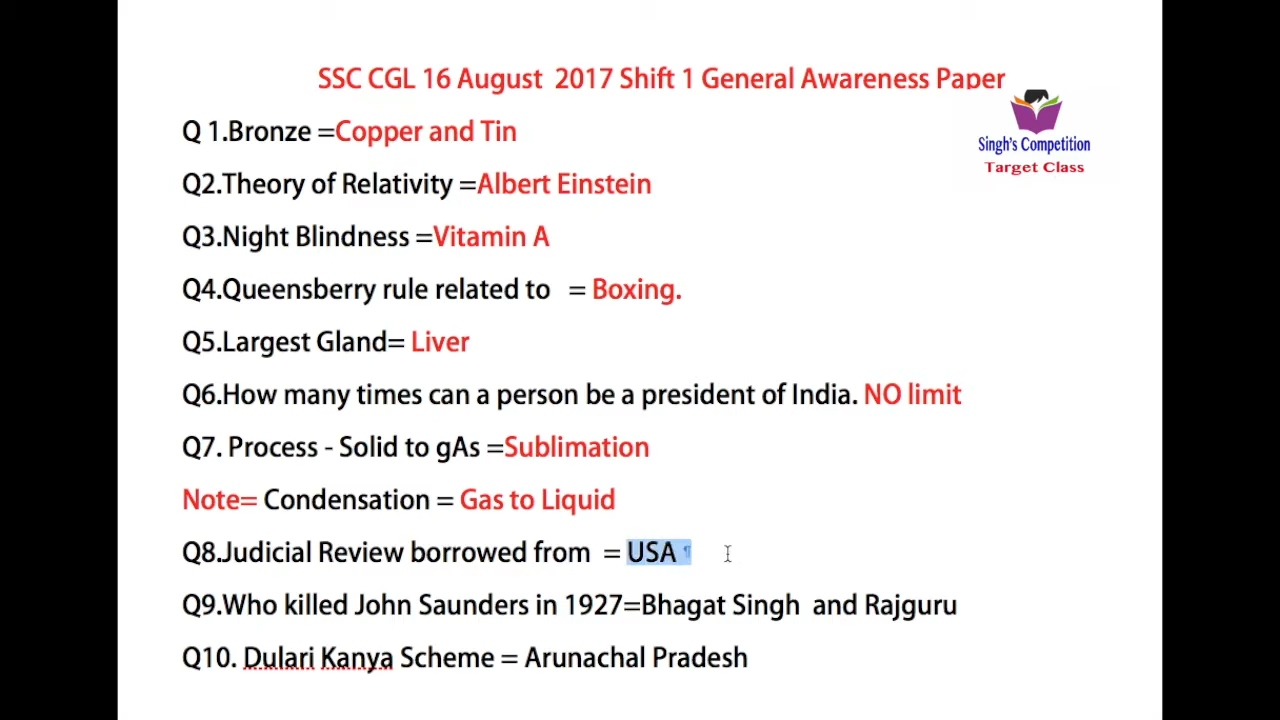 SSC CGL 16 August  2017 Shift 1 General Awareness Paper
Singh's Competition
Target Class
Q 1.Bronze =Copper and Tin
Q2.Theory of Relativity =Albert Einstein
Q3.Night Blindness =Vitamin A
Q4.Queensberry rule related to   = Boxing.
Q5.Largest Gland= Liver
Q6.How many times can a person be a president of India. NO limit
Q7. Process - Solid to gAs =Sublimation
Note= Condensation = Gas to Liquid
Q8.Judicial Review borrowed from  = USA ¶
Q9.Who killed John Saunders in 1927=Bhagat Singh  and Rajguru
Q10. Dulari Kanya Scheme = Arunachal Pradesh